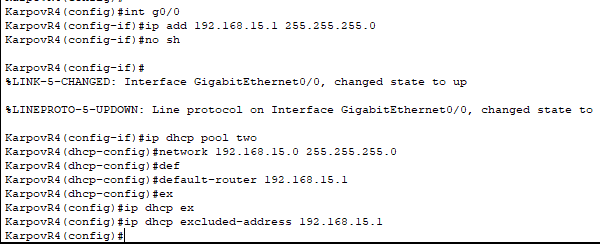 KarpovR4(config)#int g0/0
KarpovR4(config-if)#ip add 192.168.15.1 255.255.255.0
KarpovR4(config-if)#no sh
KarpovR4(config-if)#
%LINK-5-CHANGED: Interface GigabitEthernet0/0, changed state to up
%LINEPROTO-5-UPDOWN: Line protocol on Interface GigabitEthernet0/0, changed state to
KarpovR4(config-if)#ip dhcp pool two
KarpovR4(dhcp-config)#network 192.168.15.0 255.255.255.0
KarpovR4(dhcp-config)#def
KarpovR4(dhcp-config)#default-router 192.168.15.1
KarpovR4(dhcp-config)#ex
KarpovR4(config)#ip dhcp ex
KarpovR4(config)#ip dhcp excluded-address 192.168.15.1
KarpovR4(config)#